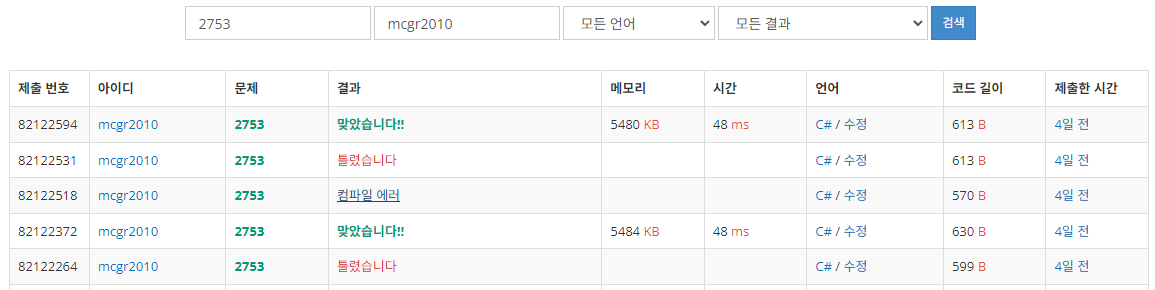 2753 mcgr2010 모든 언어 모든 결과 검색
제출 번호 아이디 문제 결과 메모리 시간 언어 코드 길이 제출한 시간
82122594 mcgr2010 2753 맞았습니다!! 5480 KB 48 ms C# / 수정 613 B 4일 전
82122531 mcgr2010 2753 틀렸습니다 C# / 수정 613 B 4일 전
82122518 mcgr2010 2753 컴파일 에러 C# / 수정 570 B 4일 전
82122372 mcgr2010 2753 맞았습니다!! 5484 KB 48 ms C# / 수정 630 B 4일 전
82122264 mcgr2010 2753 틀렸습니다 C# / 수정 599 B 4일 전